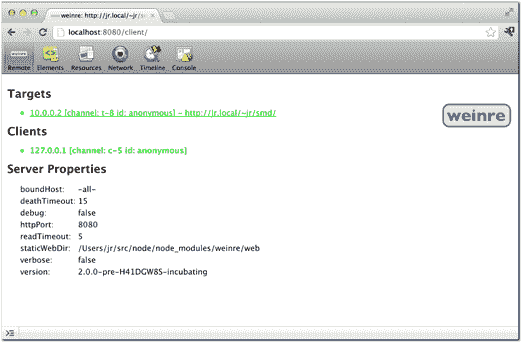 weinre: http://jr.local/~jr/sm
localhost:8080/client/
Remote Elements Resources Network Timeline Console
Targets
10.0.0.2 [channel: t-8 id: anonymous] - http://jr.local/~jr/smd/
weinre
Clients
127.0.0.1 [channel: c-5 id: anonymous]
Server Properties
boundHost: -all-
deathTimeout: 15
debug: false
httpPort: 8080
readTimeout: 5
staticWebDir: /Users/jr/src/node/node_modules/weinre/web
verbose: false
version: 2.0.0-pre-H41DGW8S-incubating